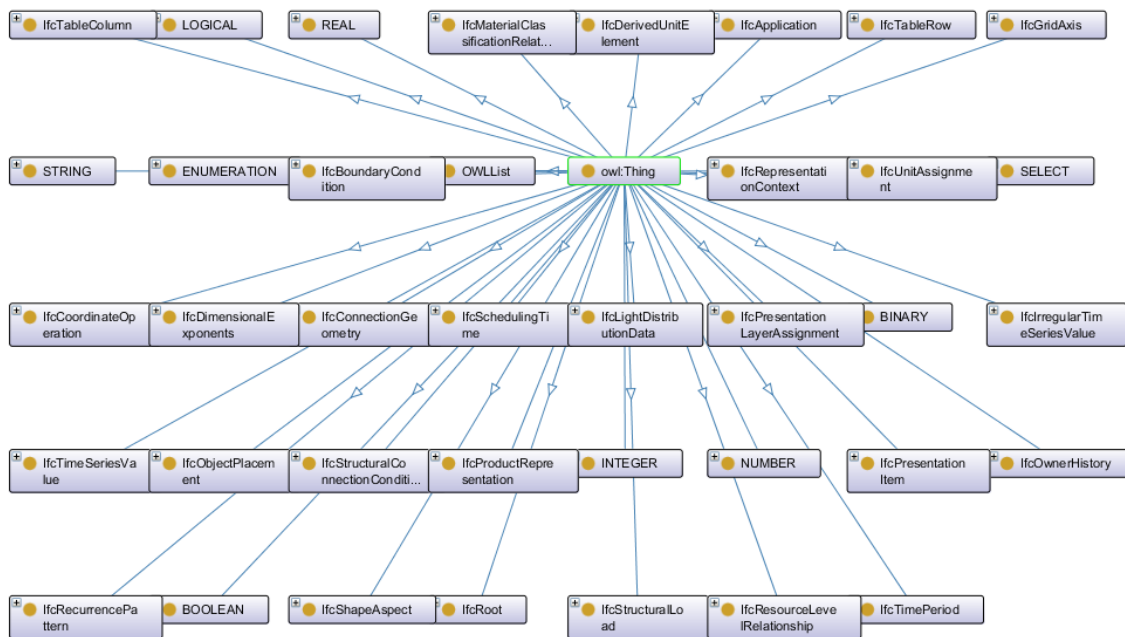 IfcTableColumn
LOGICAL
REAL
IfcMaterialClas
sificationRelat...
IfcDerivedUnitE
lement
IfcApplication
IfcTableRow
IfcGridAxis
STRING
ENUMERATION
IfcBoundaryCond
ition
OWLList
owl:Thing
IfcRepresentati
onContext
IfcUnitAssignme
nt
SELECT
IfcCoordinateOp
eration
IfcDimensionalE
xponents
IfcConnectionGe
ometry
IfcSchedulingTi
me
IfcLightDistrib
utionData
IfcPresentation
LayerAssignment
BINARY
IfcIrregularTim
eSeriesValue
IfcTimeSeriesVa
lue
IfcObjectPlacem
ent
IfcStructuralCo
nnectionConditi...
IfcProductRepre
sentation
INTEGER
NUMBER
IfcPresentation
Item
IfcOwnerHistory
IfcRecurrencePa
ttern
BOOLEAN
IfcShapeAspect
IfcRoot
IfcStructuralLo
ad
IfcResourceLeve
lRelationship
IfcTimePeriod